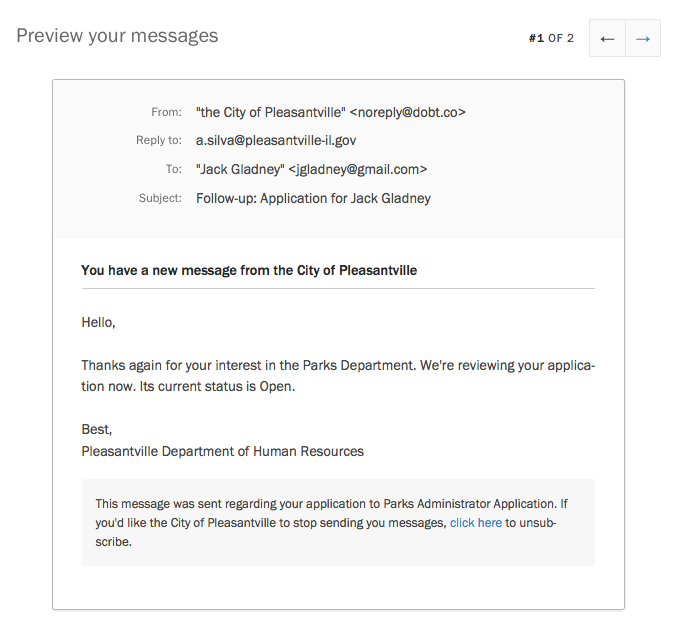 Preview your messages
#1 OF 2
← →
From: "the City of Pleasantville" <noreply@dobt.co>
Reply to: a.silva@pleasantville-il.gov
To: "Jack Gladney" <jgladney@gmail.com>
Subject: Follow-up: Application for Jack Gladney
You have a new message from the City of Pleasantville
Hello,
Thanks again for your interest in the Parks Department. We're reviewing your applica-
tion now. Its current status is Open.
Best,
Pleasantville Department of Human Resources
This message was sent regarding your application to Parks Administrator Application. If
you'd like the City of Pleasantville to stop sending you messages, click here to unsub-
scribe.